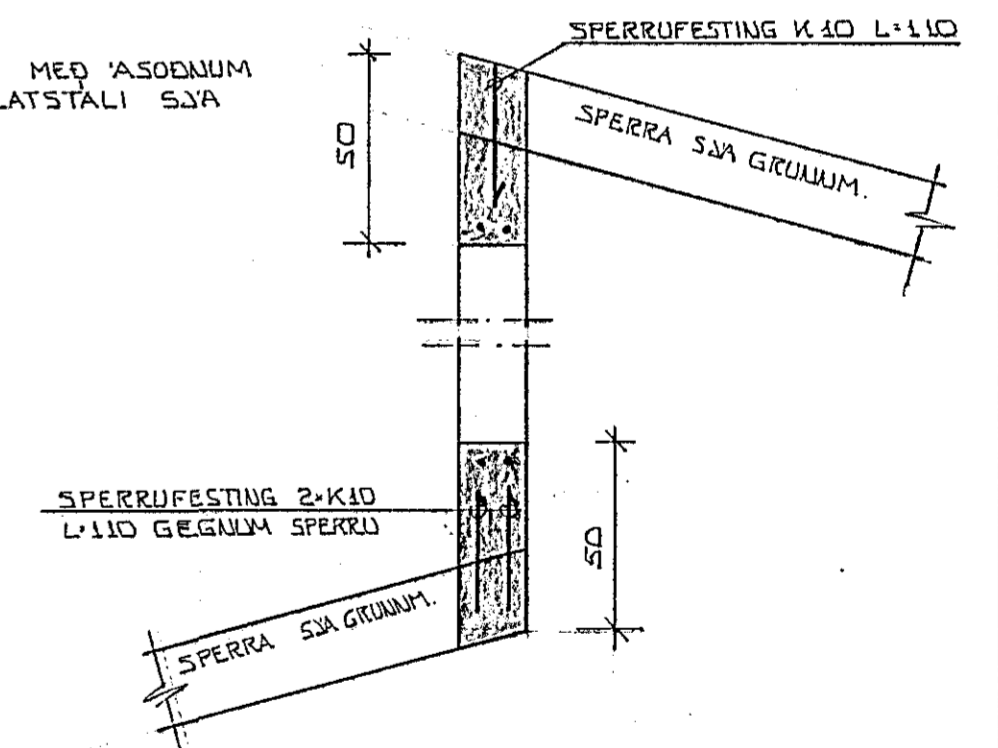 SPERRUFESTING K10 L=110
MEÐ ÁSOÐNUM
LATSTÁLI SJÁ
50
SPERRA SJÁ GRUNNM.
SPERRUFESTING 2×K10
L=110 GEGNUM SPERRU
50
SPERRA SJÁ GRUNNM.